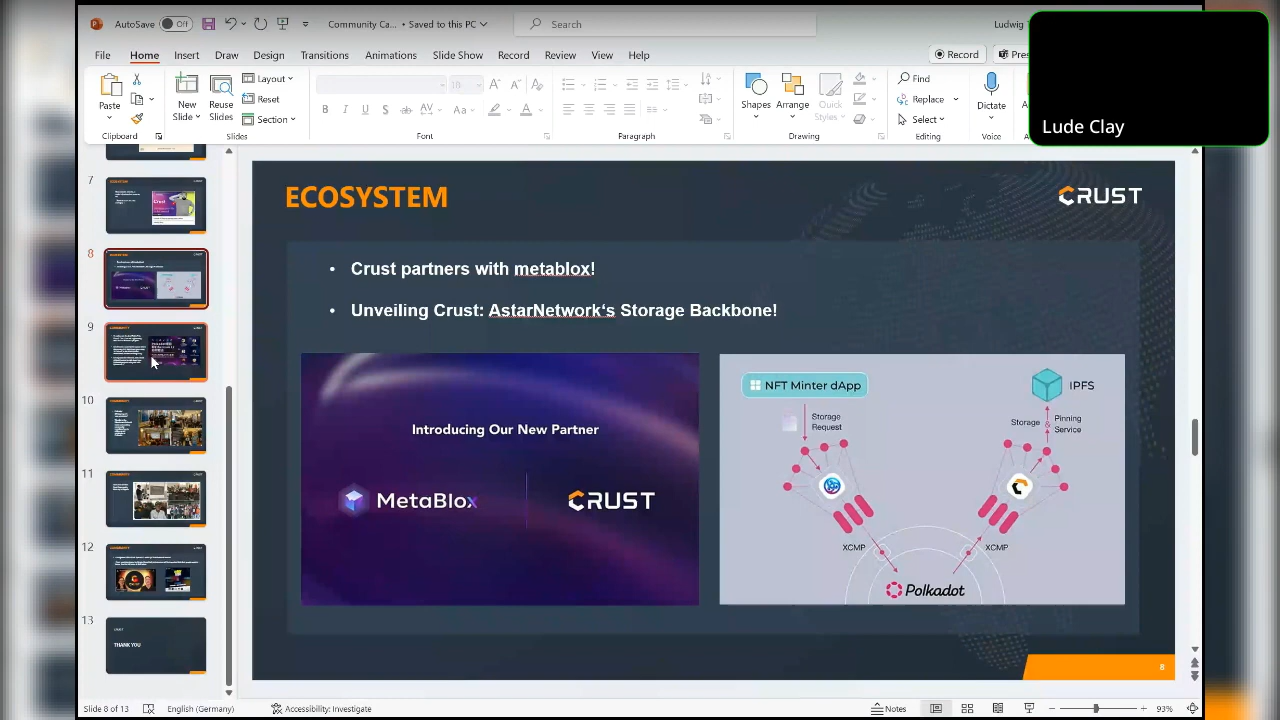 AutoSave Off Community Ca... • Saved to this PC Search Ludwig
File Home Insert Draw Design Transitions Animations Slide Show Record Review View Help Record
Paste New Slide Reuse Slides Layout Reset Section Shapes Arrange Quick Styles Find Replace Select Dictate
Clipboard Slides Font Paragraph Drawing Editing Voice
Lude Clay
7
8
9
10
11
12
13
THANK YOU
ECOSYSTEM
CRUST
• Crust partners with metablox!
• Unveiling Crust: AstarNetwork's Storage Backbone!
Introducing Our New Partner
MetaBlox CRUST
NFT Minter dApp
IPFS
Storage Request
Storage & Pinning Service
XCMP XCMP
Polkadot
8
Slide 8 of 13 English (Germany) Accessibility: Investigate Notes 93%